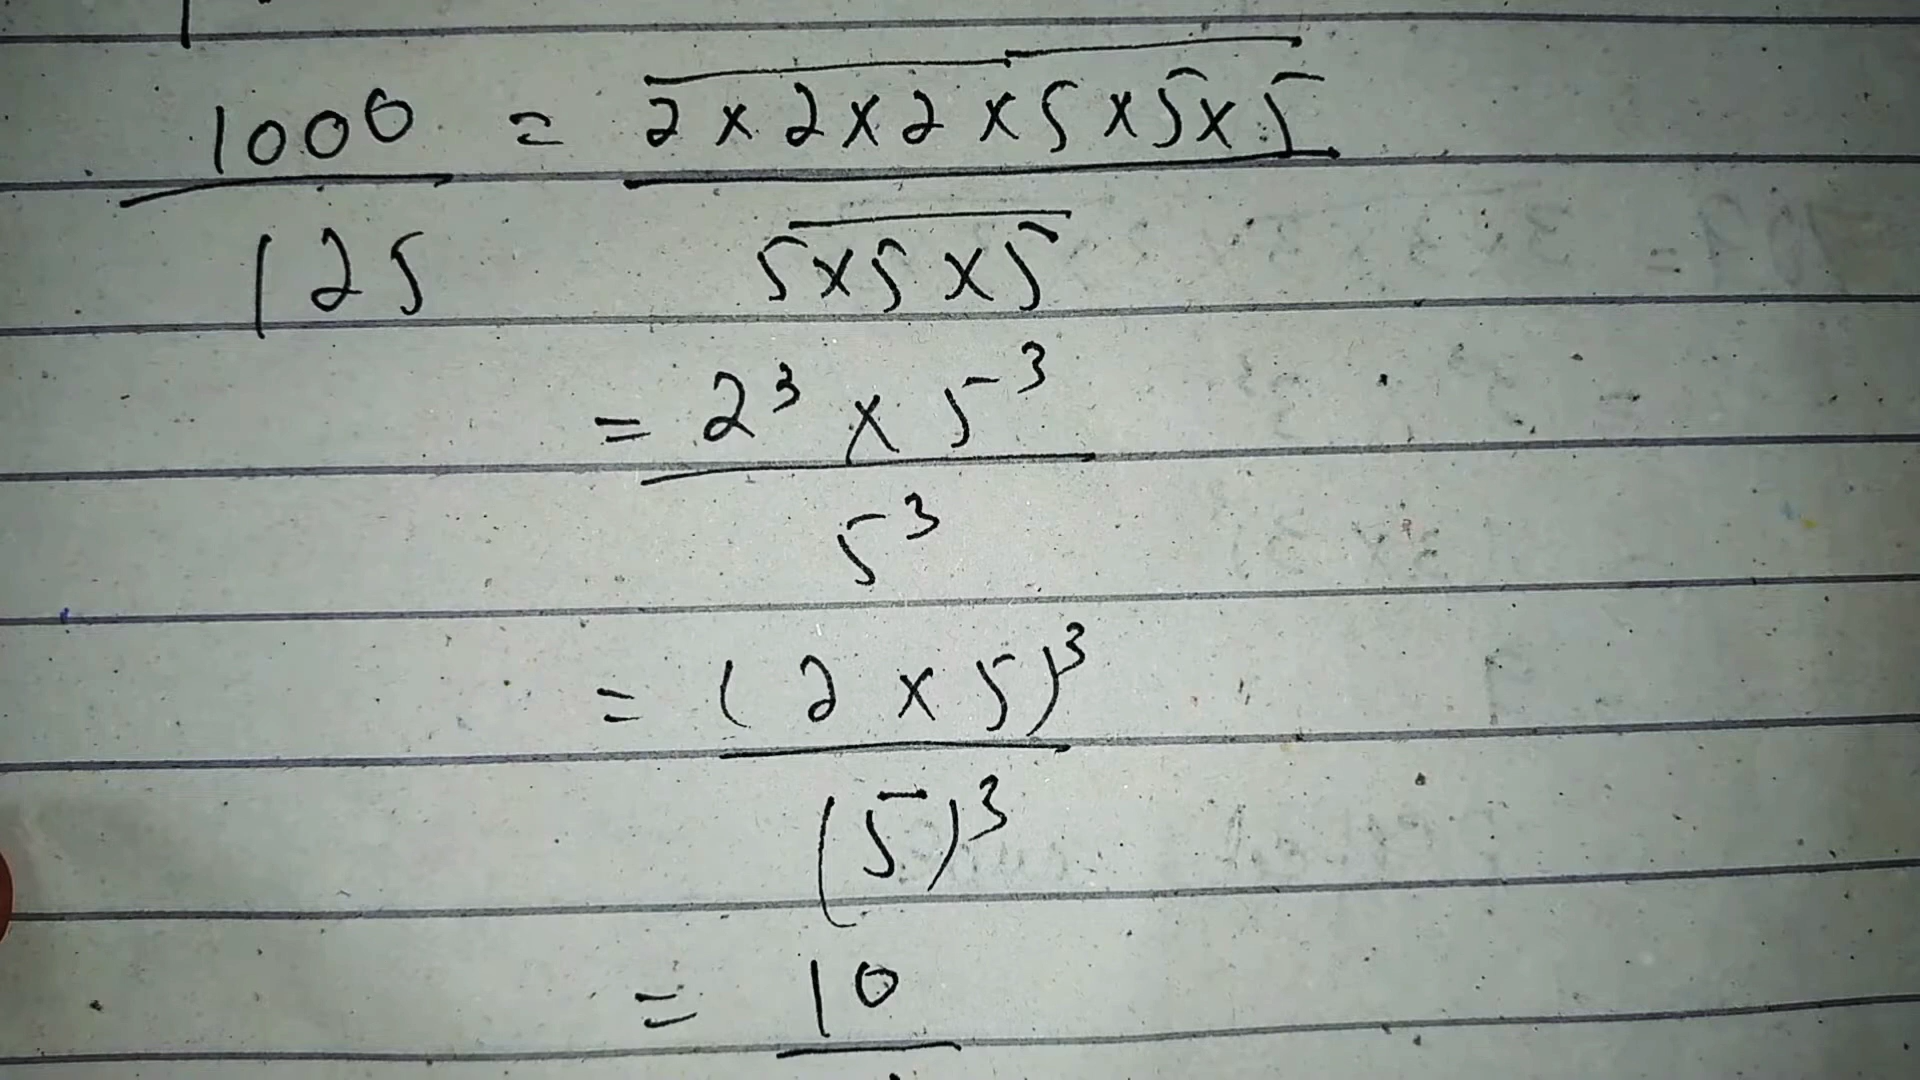 1000 = 2 x 2 x 2 x 5 x 5 x 5
125 5 x 5 x 5
= 2³ x 5³
5³
= (2 x 5)³
(5)³
= 10